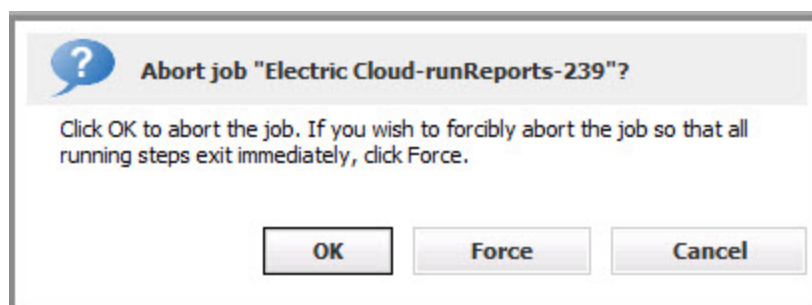 Abort job "Electric Cloud-runReports-239"?
Click OK to abort the job. If you wish to forcibly abort the job so that all
running steps exit immediately, click Force.
OK Force Cancel